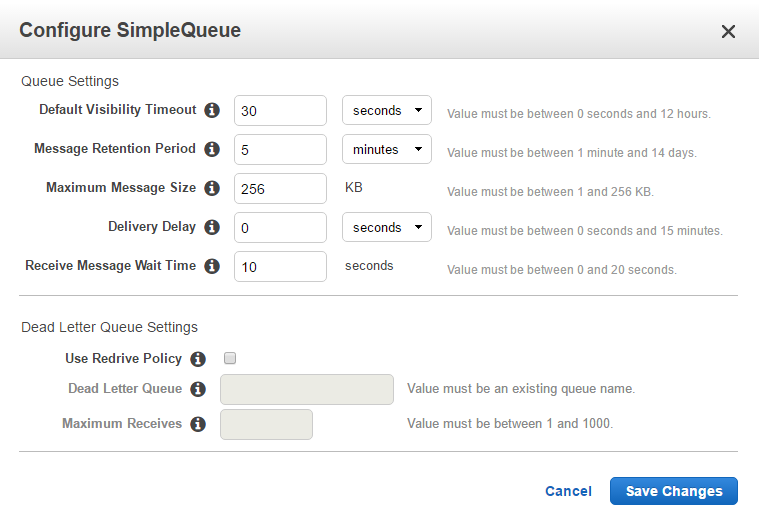 Configure SimpleQueue
Queue Settings
Default Visibility Timeout 30 seconds Value must be between 0 seconds and 12 hours.
Message Retention Period 5 minutes Value must be between 1 minute and 14 days.
Maximum Message Size 256 KB Value must be between 1 and 256 KB.
Delivery Delay 0 seconds Value must be between 0 seconds and 15 minutes.
Receive Message Wait Time 10 seconds Value must be between 0 and 20 seconds.
Dead Letter Queue Settings
Use Redrive Policy
Dead Letter Queue Value must be an existing queue name.
Maximum Receives Value must be between 1 and 1000.
Cancel Save Changes